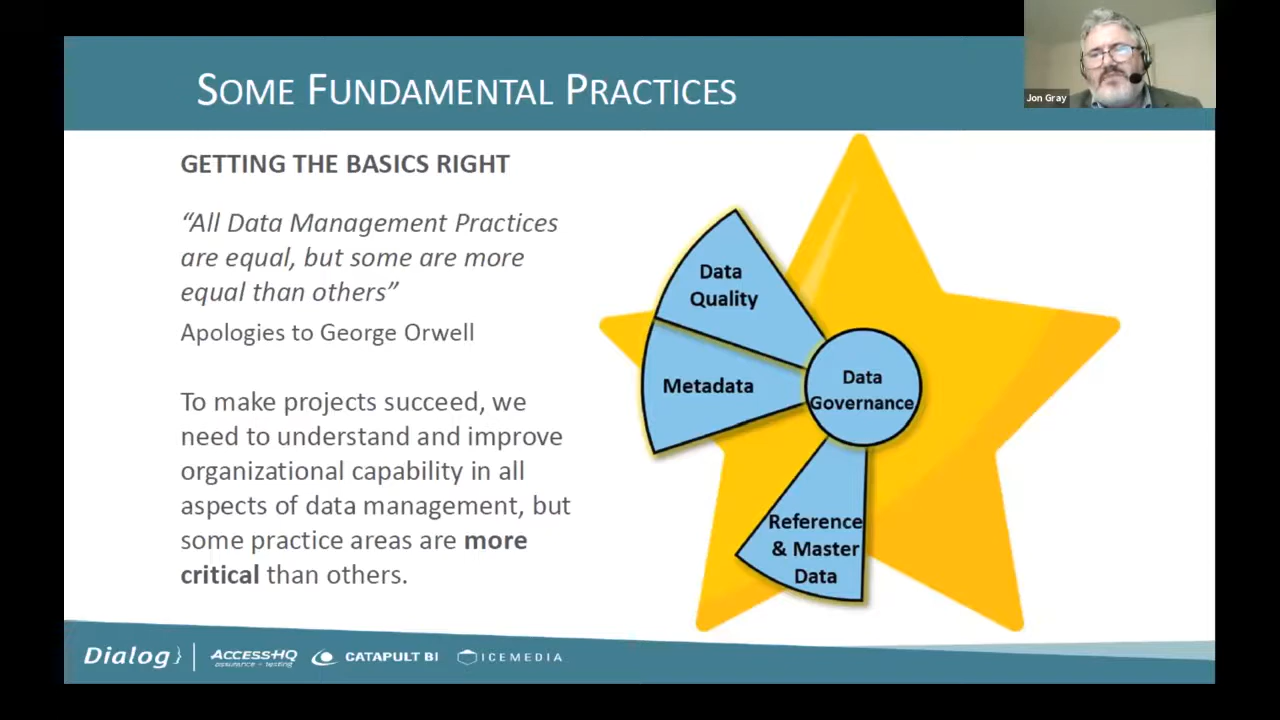 SOME FUNDAMENTAL PRACTICES
Jon Gray
GETTING THE BASICS RIGHT
“All Data Management Practices
are equal, but some are more
equal than others”
Apologies to George Orwell
To make projects succeed, we
need to understand and improve
organizational capability in all
aspects of data management, but
some practice areas are more
critical than others.
Data
Quality
Metadata
Data
Governance
Reference
& Master
Data
Dialog}
ACCESSHQ
assurance - testing
CATAPULT BI
ICEMEDIA